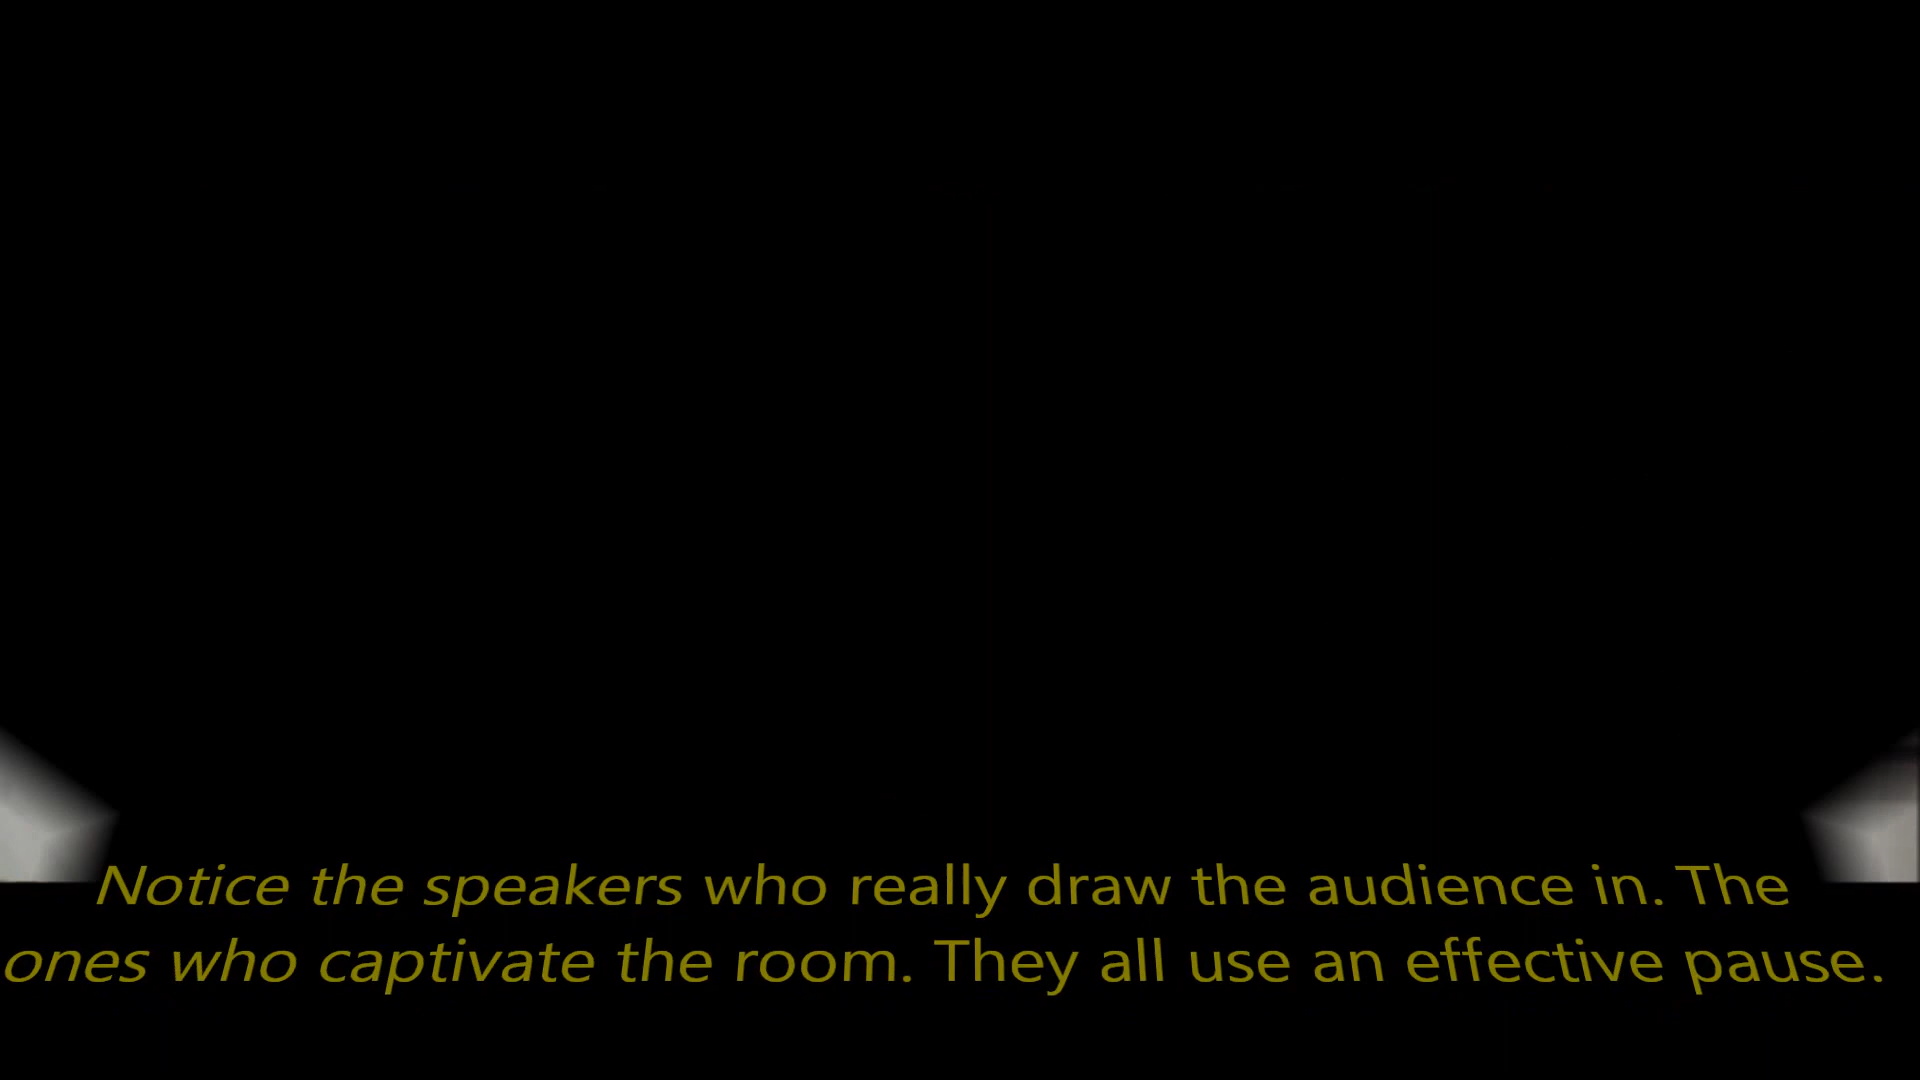 Notice the speakers who really draw the audience in. The
ones who captivate the room. They all use an effective pause.